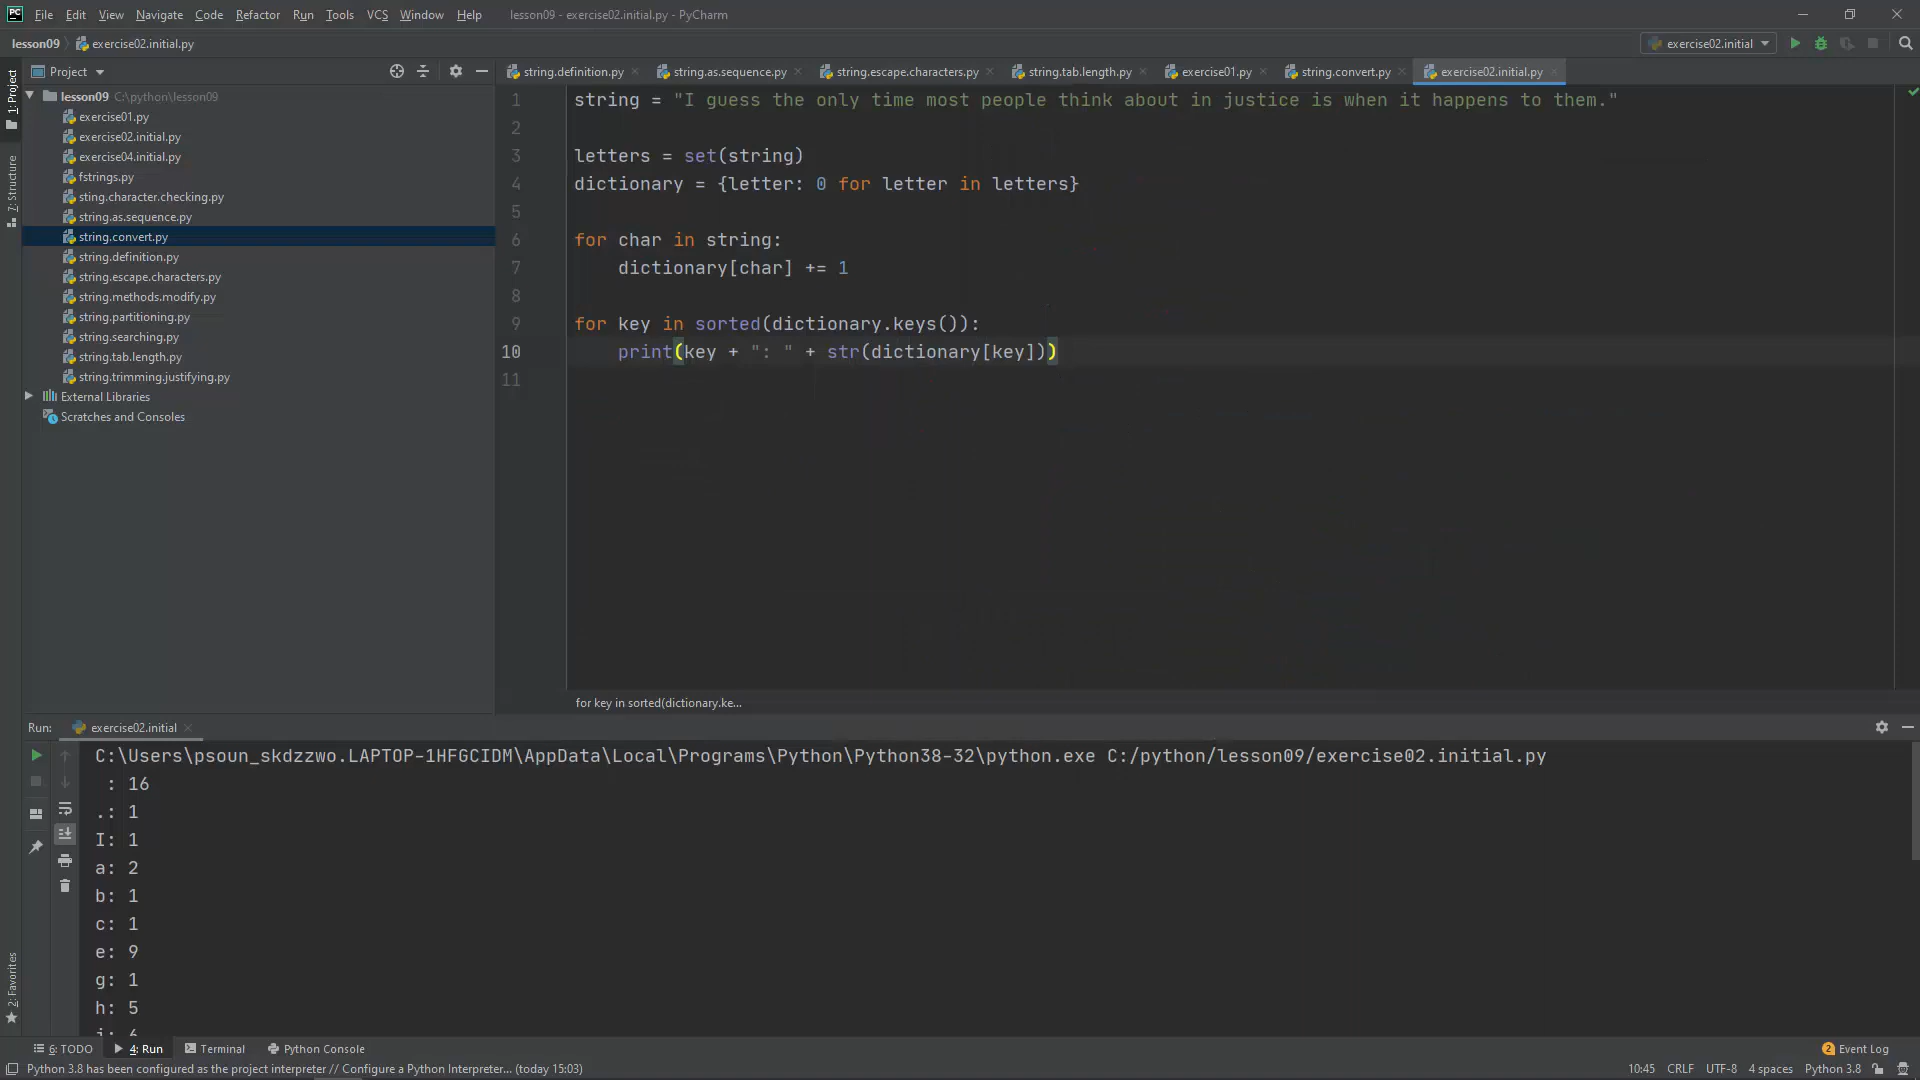 PC File Edit View Navigate Code Refactor Run Tools VCS Window Help lesson09 - exercise02.initial.py - PyCharm
lesson09 exercise02.initial.py exercise02.initial
1: Project
Project
string.definition.py string.as.sequence.py string.escape.characters.py string.tab.length.py exercise01.py string.convert.py exercise02.initial.py
lesson09 C:\python\lesson09
exercise01.py
exercise02.initial.py
exercise04.initial.py
fstrings.py
sting.character.checking.py
string.as.sequence.py
string.convert.py
string.definition.py
string.escape.characters.py
string.methods.modify.py
string.partitioning.py
string.searching.py
string.tab.length.py
string.trimming.justifying.py
External Libraries
Scratches and Consoles
7: Structure
1 string = "I guess the only time most people think about in justice is when it happens to them."
2
3 letters = set(string)
4 dictionary = {letter: 0 for letter in letters}
5
6 for char in string:
7 dictionary[char] += 1
8
9 for key in sorted(dictionary.keys()):
10 print(key + ": " + str(dictionary[key]))
11
for key in sorted(dictionary.ke...
Run: exercise02.initial
C:\Users\psoun_skdzzwo.LAPTOP-1HFGCIDM\AppData\Local\Programs\Python\Python38-32\python.exe C:/python/lesson09/exercise02.initial.py
: 16
.: 1
I: 1
a: 2
b: 1
c: 1
e: 9
g: 1
h: 5
i: 6
2: Favorites
6: TODO 4: Run Terminal Python Console 2 Event Log
Python 3.8 has been configured as the project interpreter // Configure a Python Interpreter... (today 15:03) 10:45 CRLF UTF-8 4 spaces Python 3.8